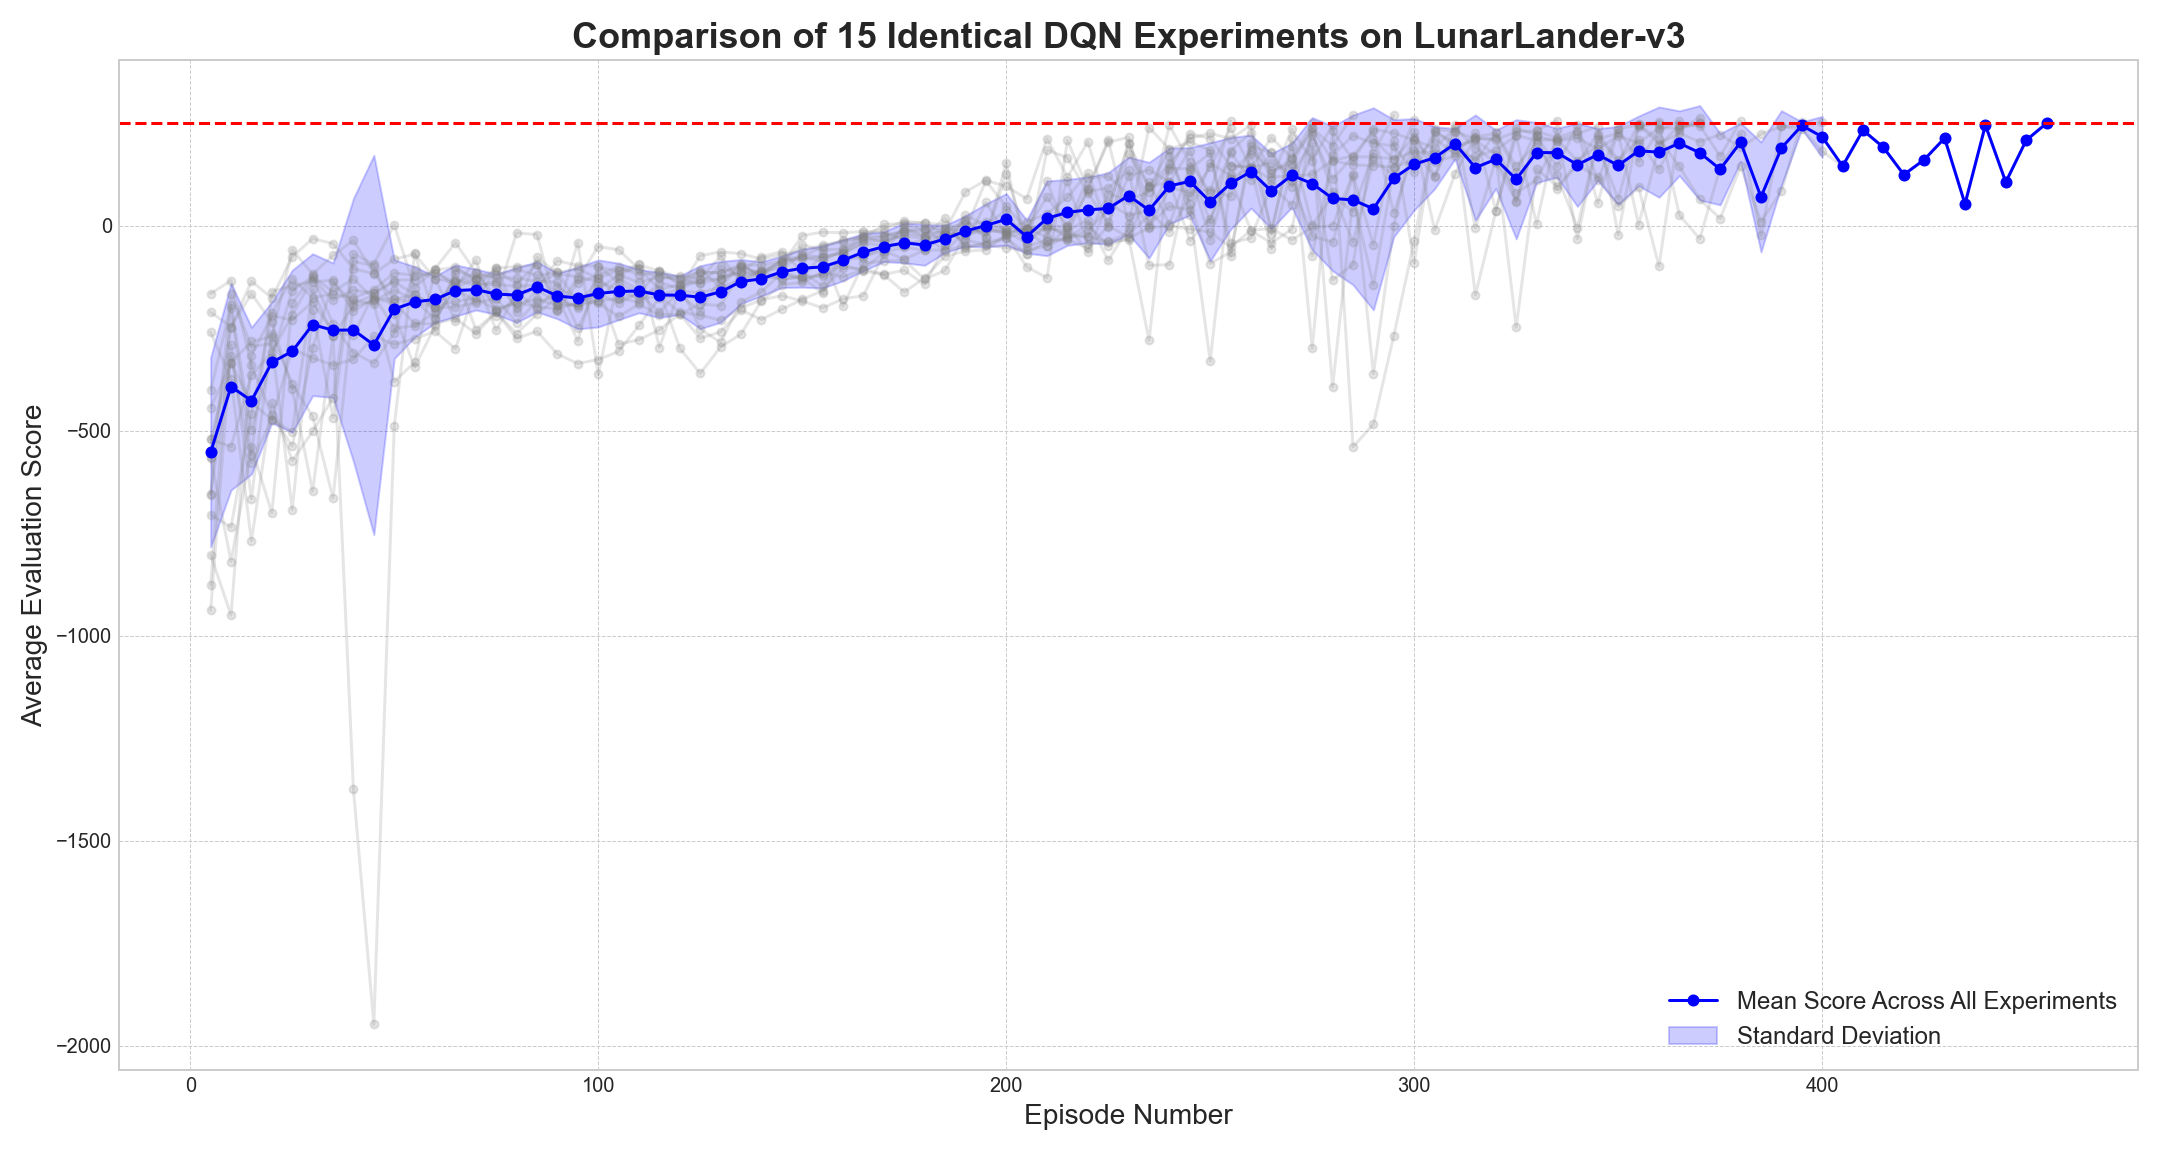 Comparison of 15 Identical DQN Experiments on LunarLander-v3
Average Evaluation Score
0
−500
−1000
−1500
−2000
0
100
200
300
400
Episode Number
Mean Score Across All Experiments
Standard Deviation